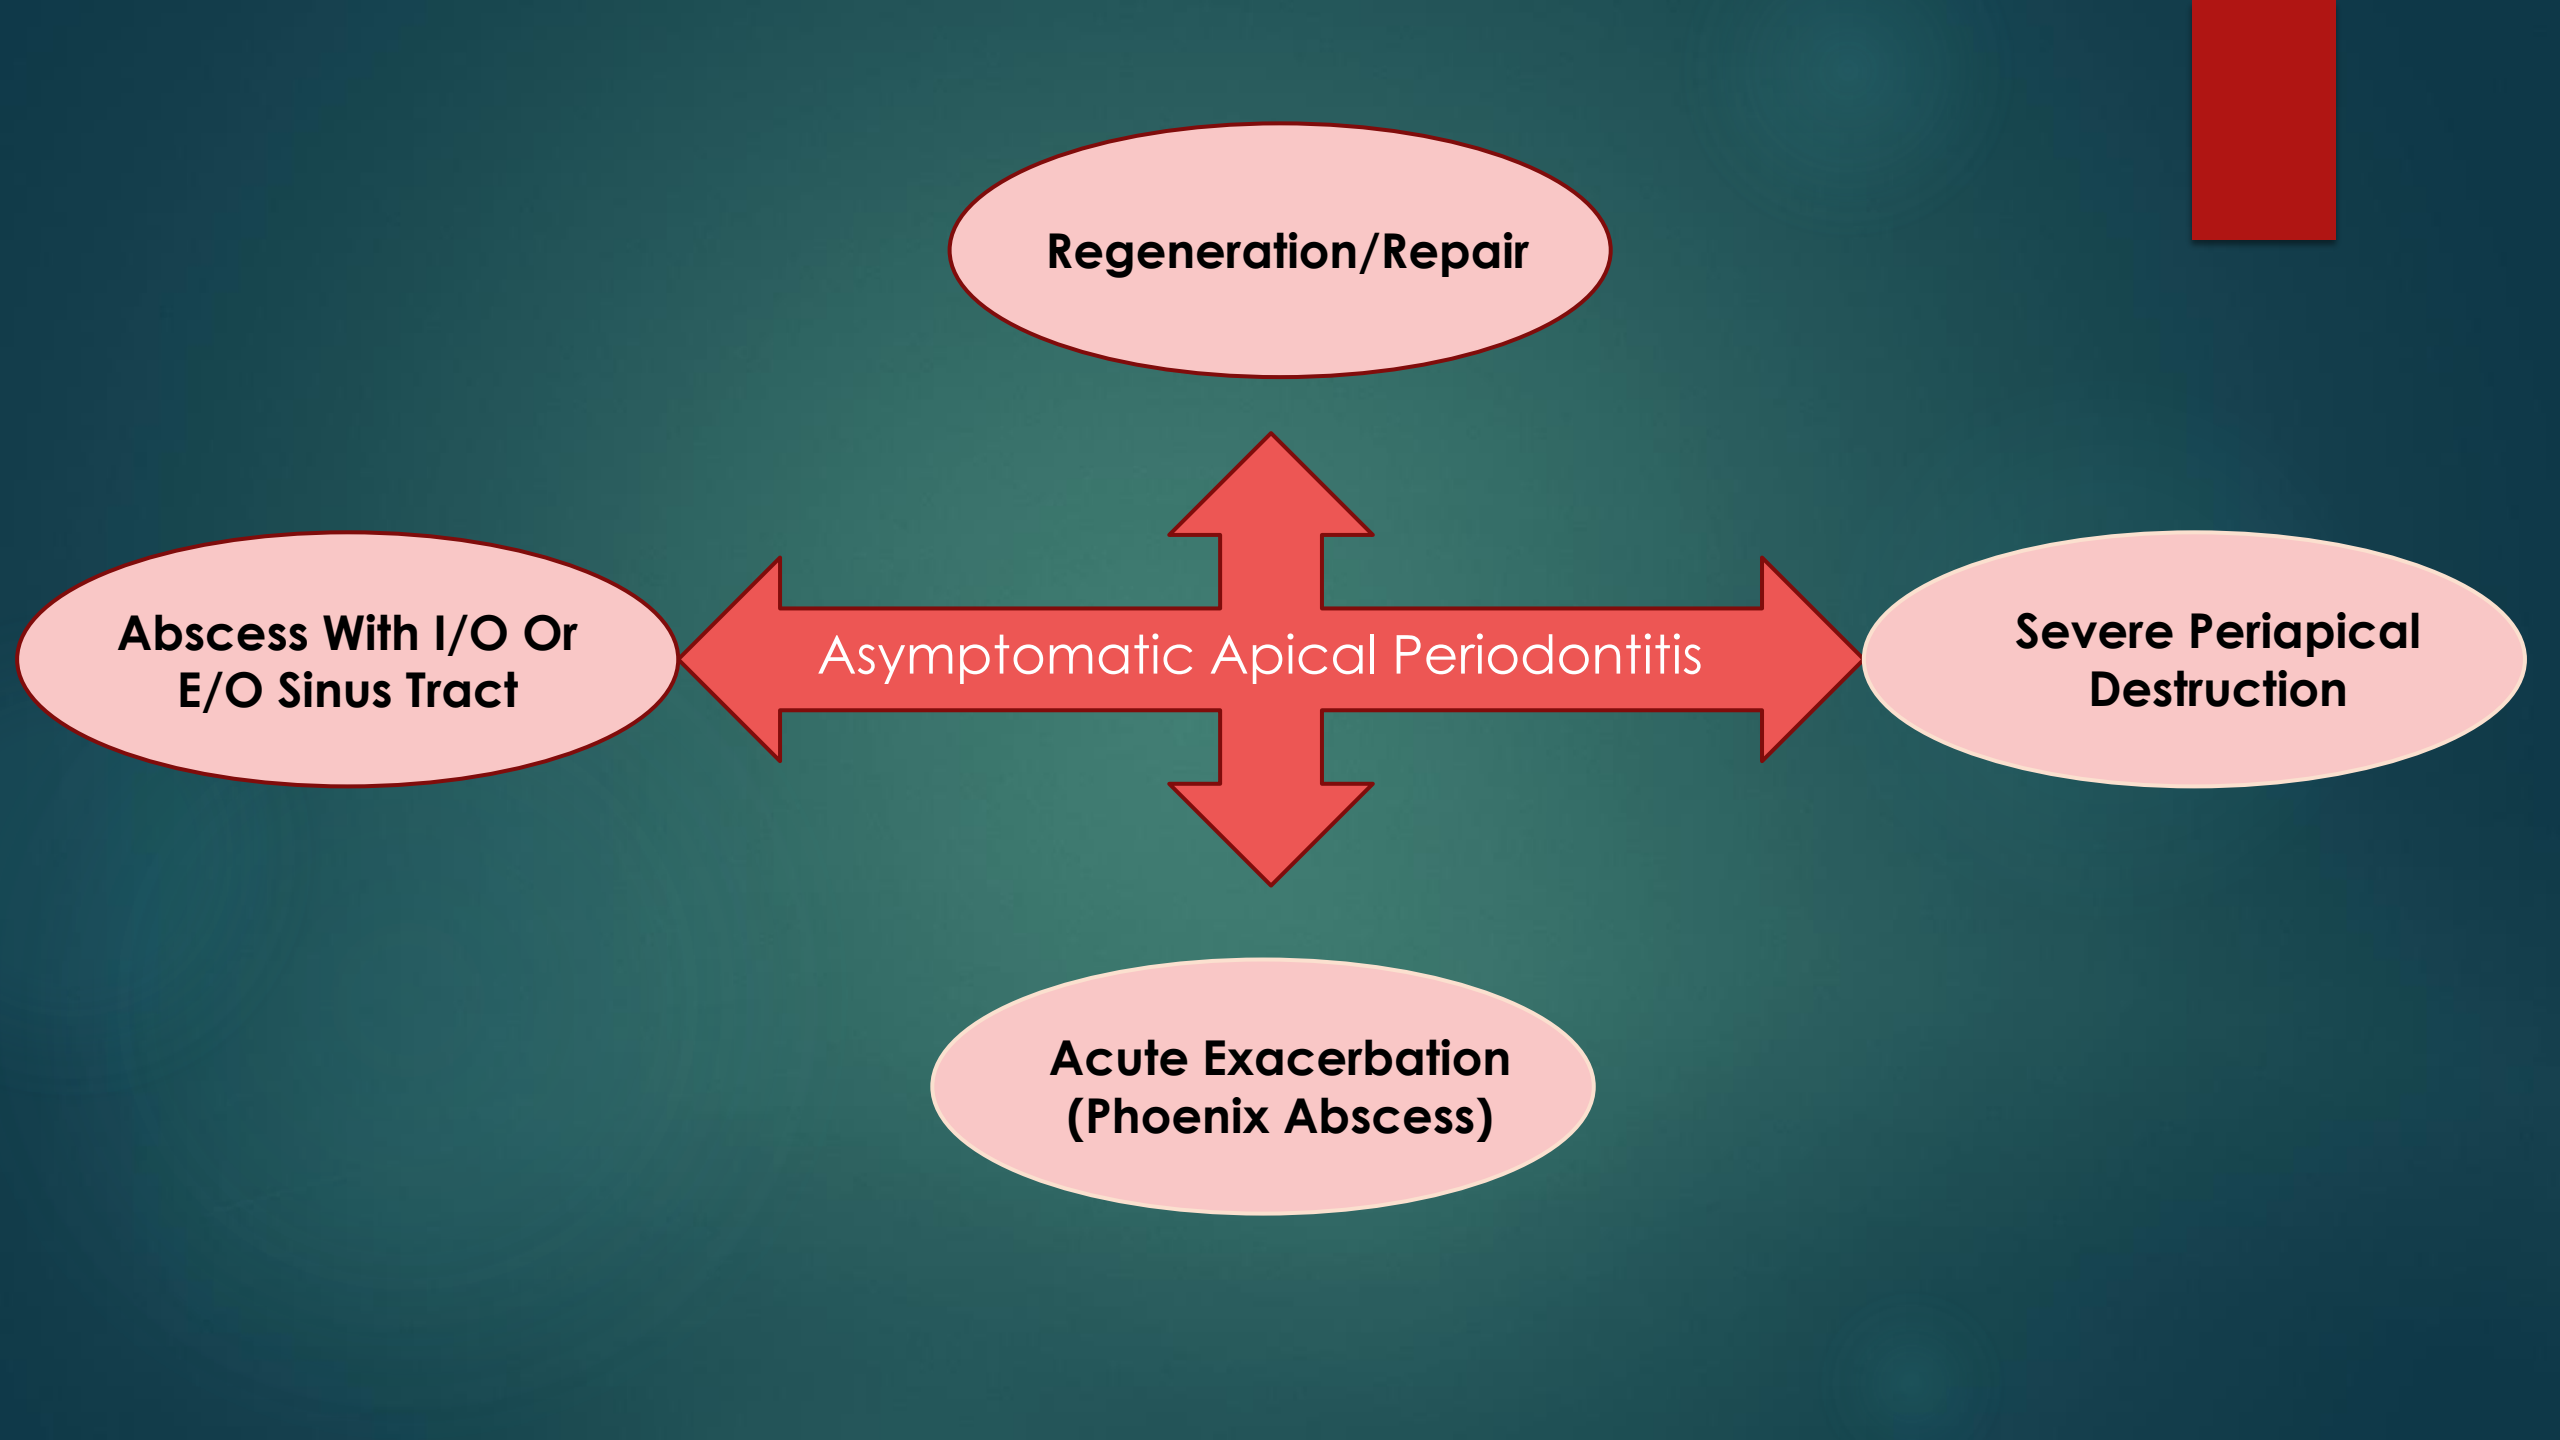 Regeneration/Repair
Abscess With I/O Or
E/O Sinus Tract
Asymptomatic Apical Periodontitis
Severe Periapical
Destruction
Acute Exacerbation
(Phoenix Abscess)